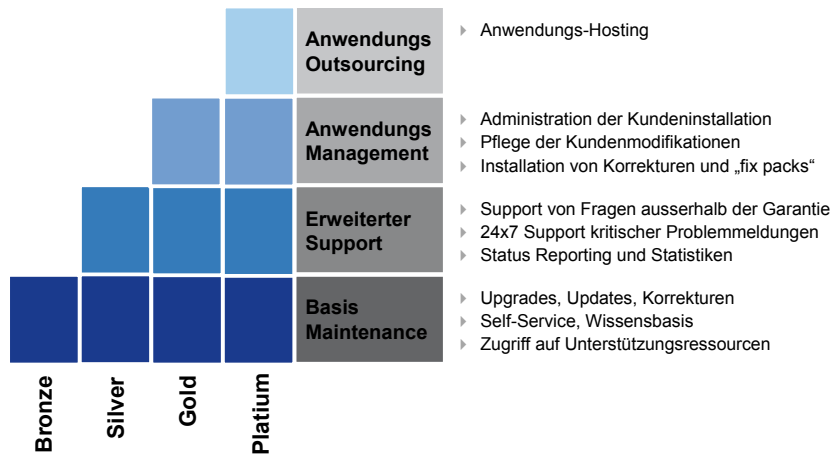 Anwendungs
Outsourcing
Anwendungs-Hosting
Anwendungs
Management
Administration der Kundeninstallation
Pflege der Kundenmodifikationen
Installation von Korrekturen und „fix packs“
Erweiterter
Support
Support von Fragen ausserhalb der Garantie
24x7 Support kritischer Problemmeldungen
Status Reporting und Statistiken
Basis
Maintenance
Upgrades, Updates, Korrekturen
Self-Service, Wissensbasis
Zugriff auf Unterstützungsressourcen
Bronze
Silver
Gold
Platium